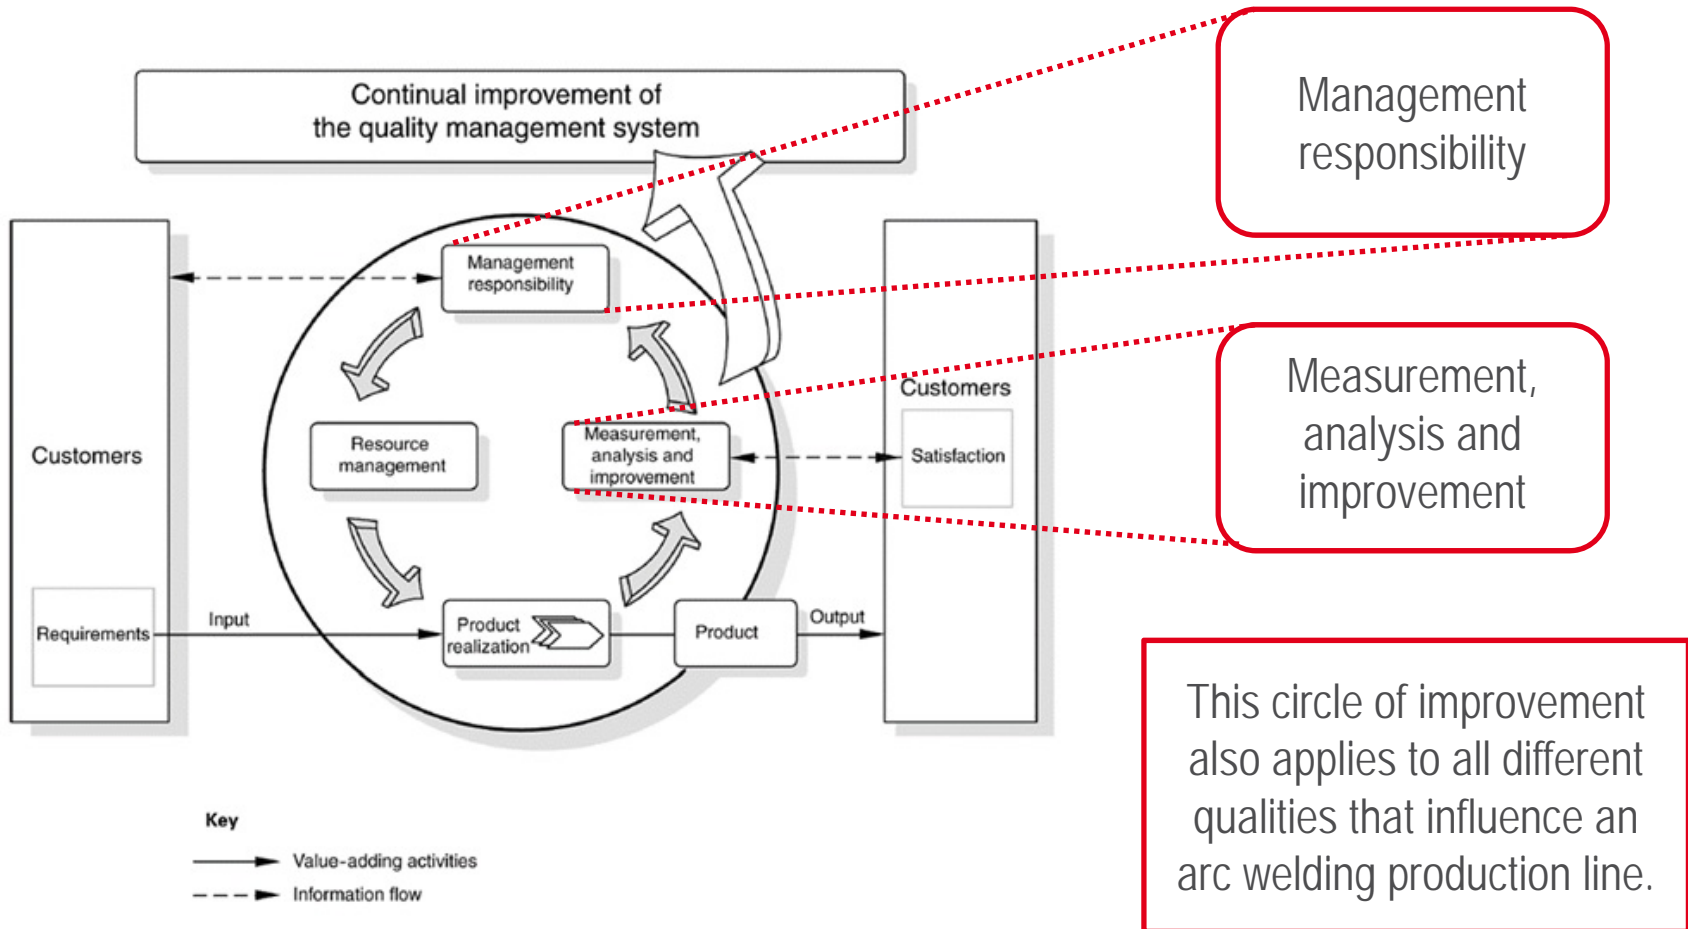 Continual improvement of
the quality management system
Management
responsibility
Management
responsibility
Customers
Resource
management
Measurement,
analysis and
improvement
Customers
Satisfaction
Measurement,
analysis and
improvement
Requirements
Input
Product
realization
Product
Output
This circle of improvement
also applies to all different
qualities that influence an
arc welding production line.
Key
Value-adding activities
Information flow